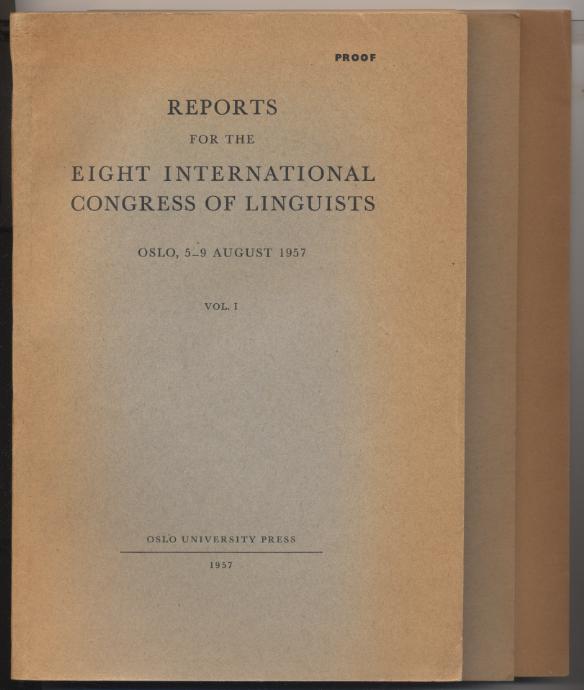 PROOF
REPORTS
FOR THE
EIGHT INTERNATIONAL
CONGRESS OF LINGUISTS
OSLO, 5–9 AUGUST 1957
VOL. I
OSLO UNIVERSITY PRESS
1957